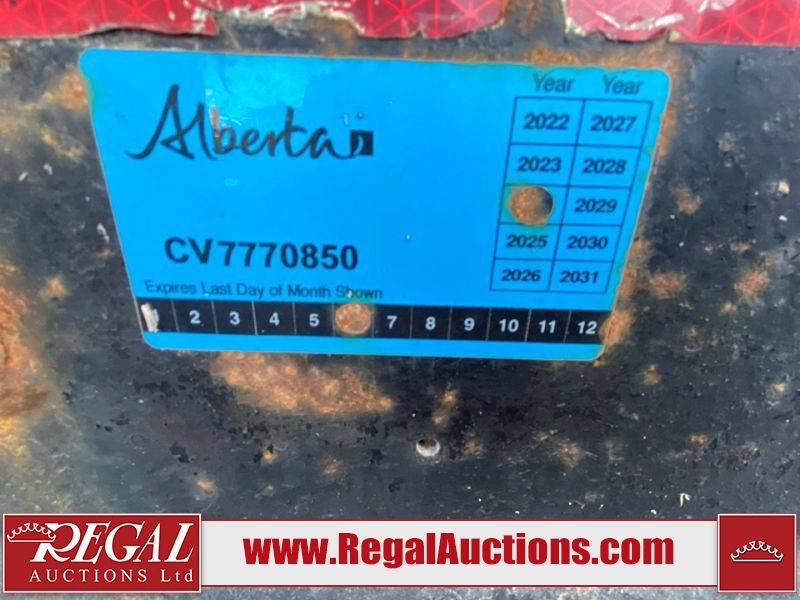 Alberta
Year Year
2022 2027
2023 2028
2029
2025 2030
2026 2031
CV7770850
Expires Last Day of Month Shown
1 2 3 4 5 7 8 9 10 11 12
REGAL
AUCTIONS Ltd
www.RegalAuctions.com